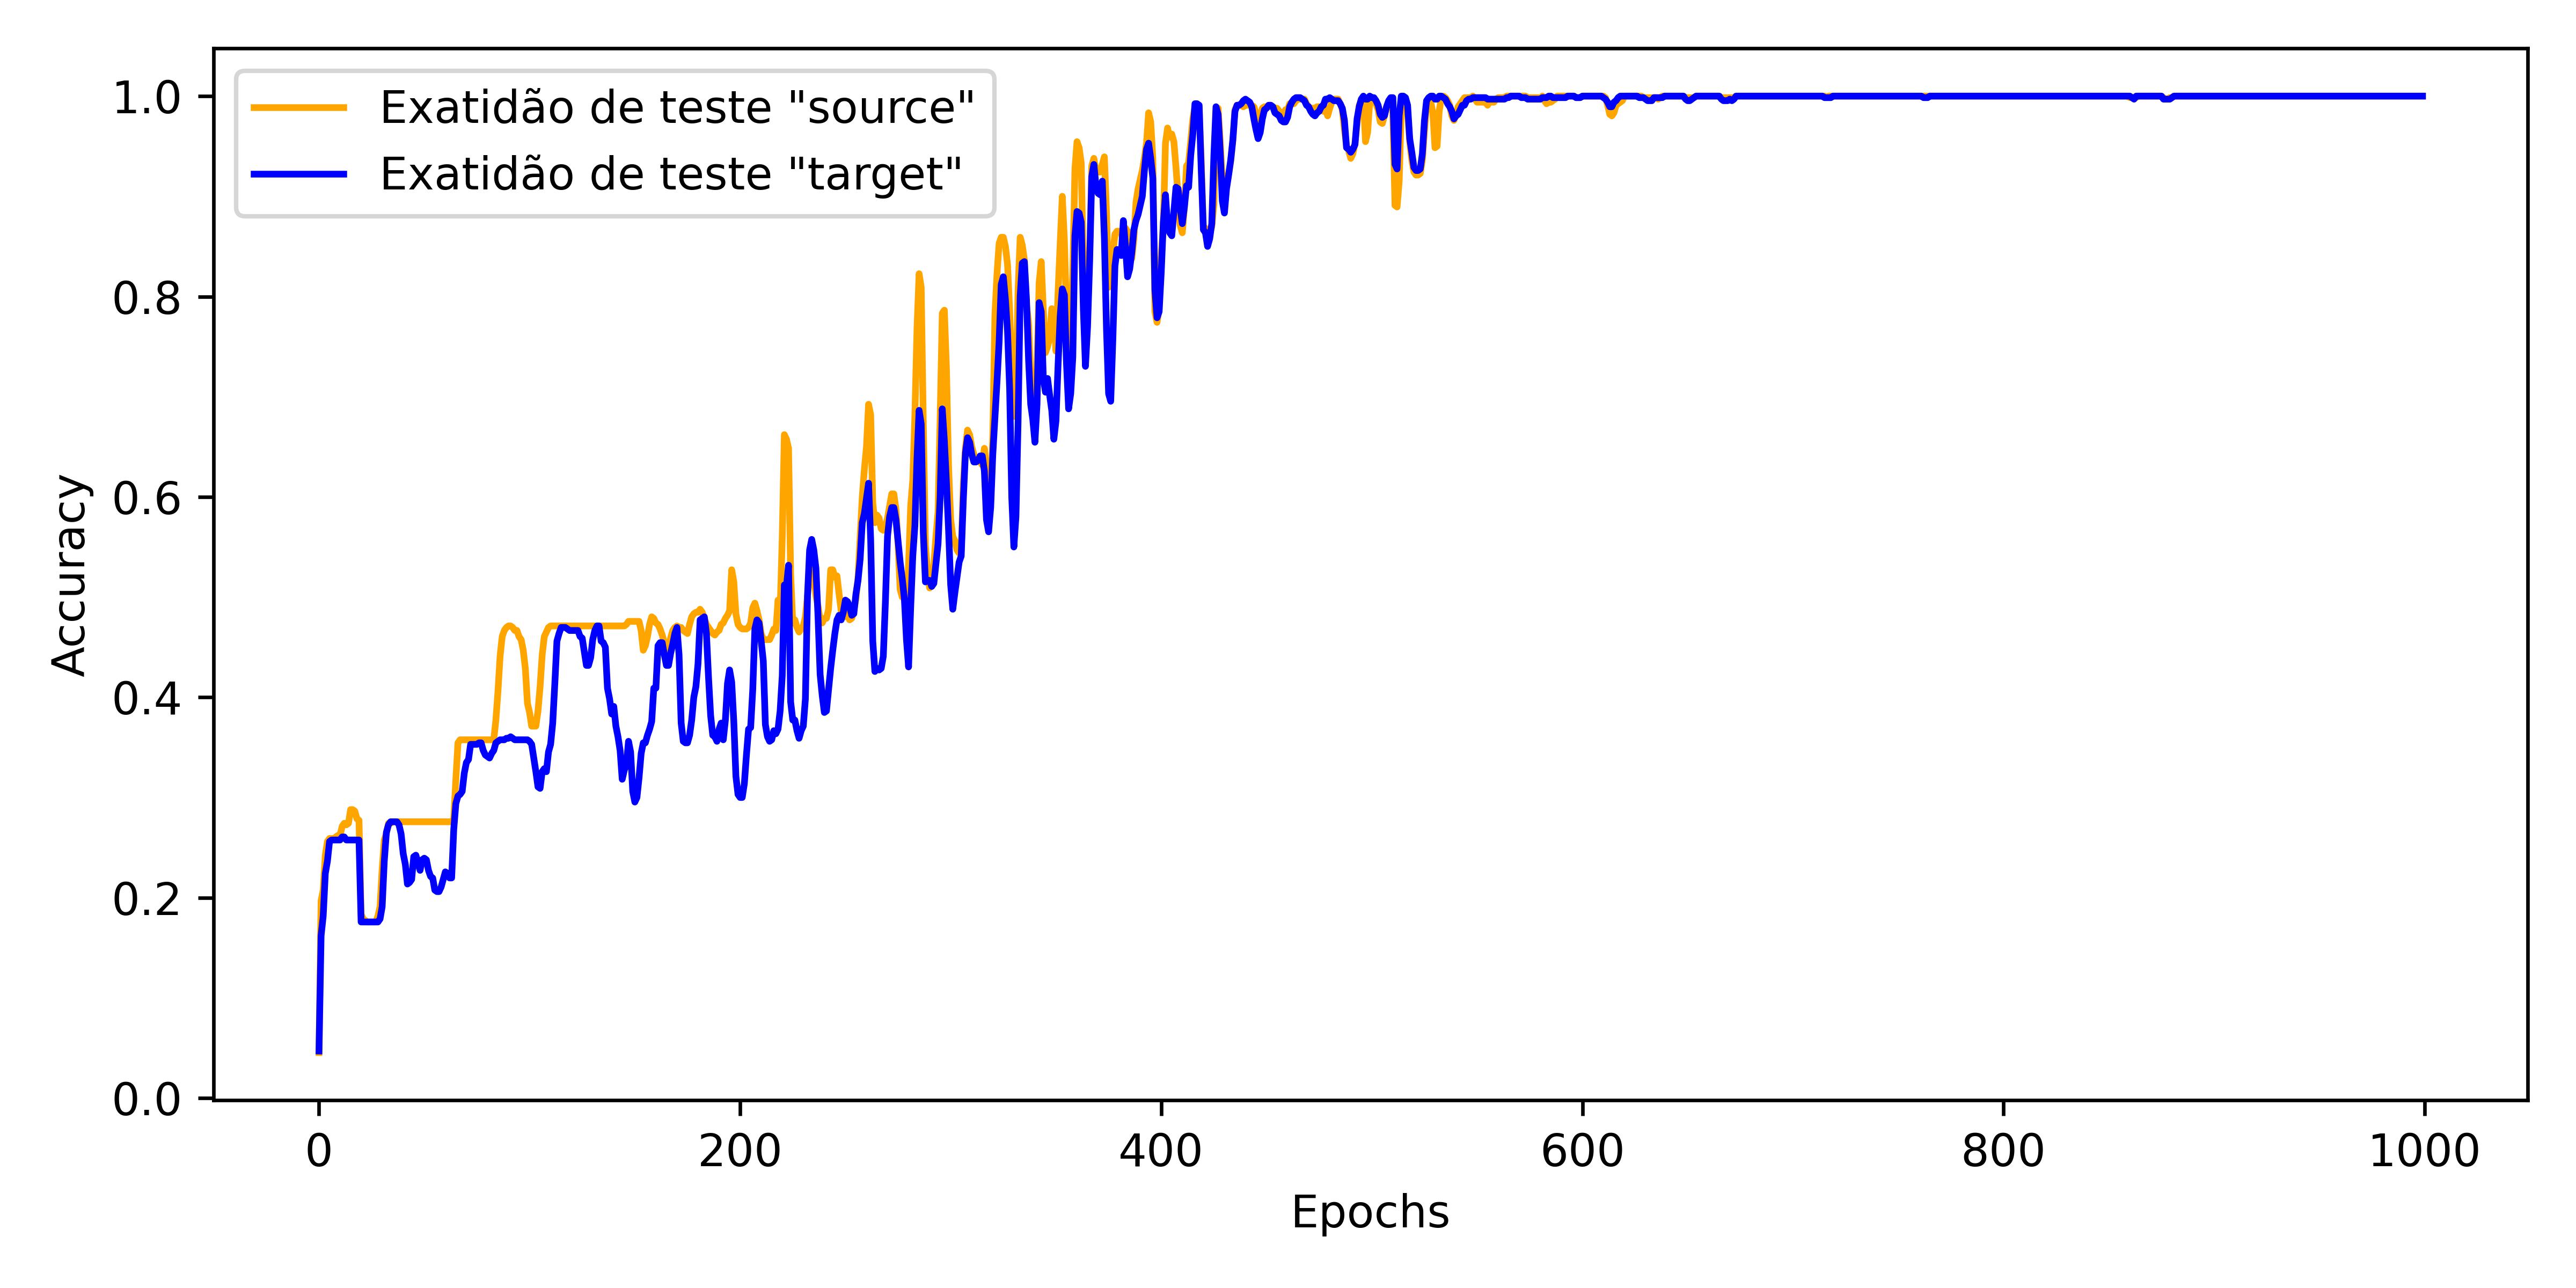 Exatidão de teste "source"
Exatidão de teste "target"
1.0
0.8
0.6
0.4
0.2
0.0
Accuracy
0 200 400 600 800 1000
Epochs